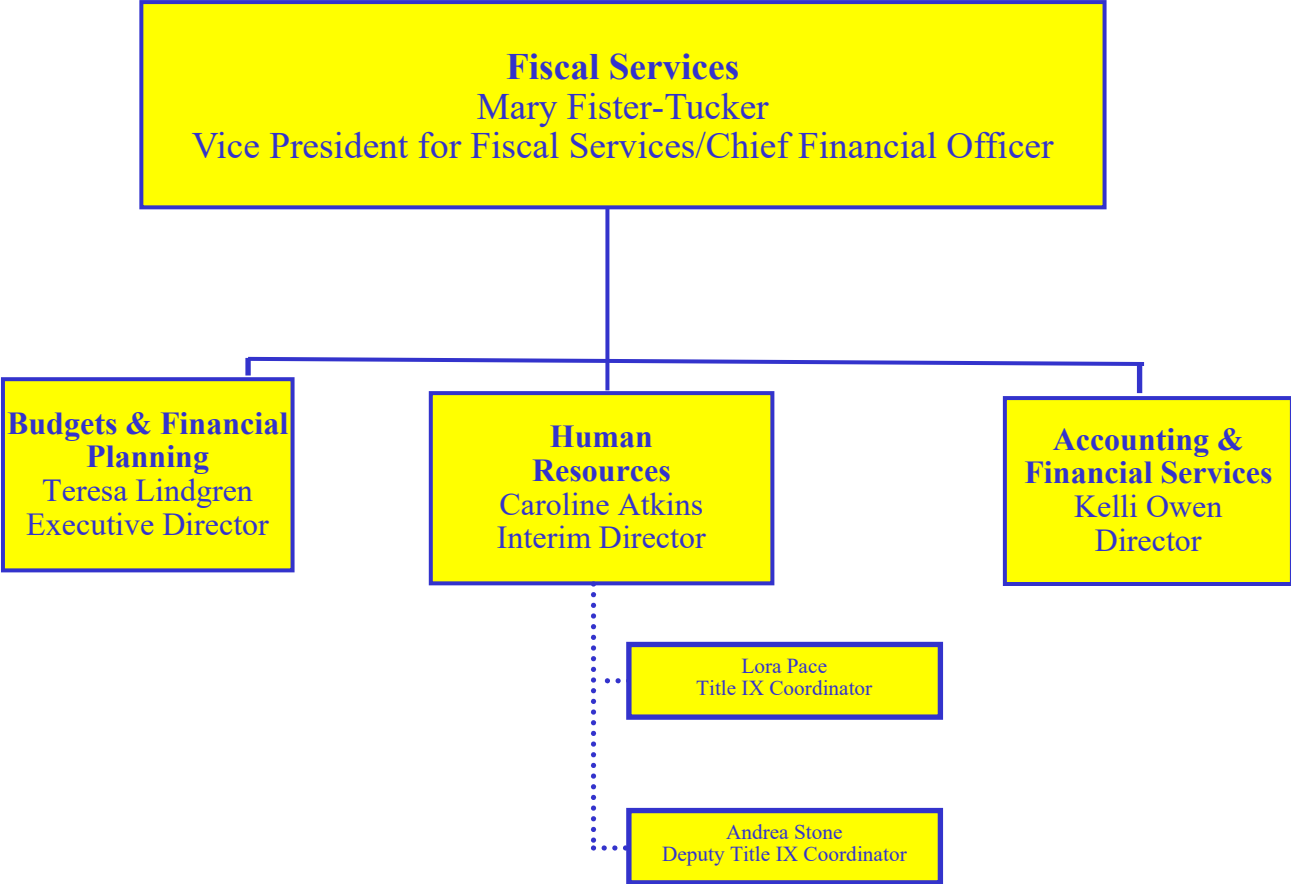 Fiscal Services
Mary Fister-Tucker
Vice President for Fiscal Services/Chief Financial Officer
Budgets & Financial
Planning
Teresa Lindgren
Executive Director
Human
Resources
Caroline Atkins
Interim Director
Accounting &
Financial Services
Kelli Owen
Director
Lora Pace
Title IX Coordinator
Andrea Stone
Deputy Title IX Coordinator